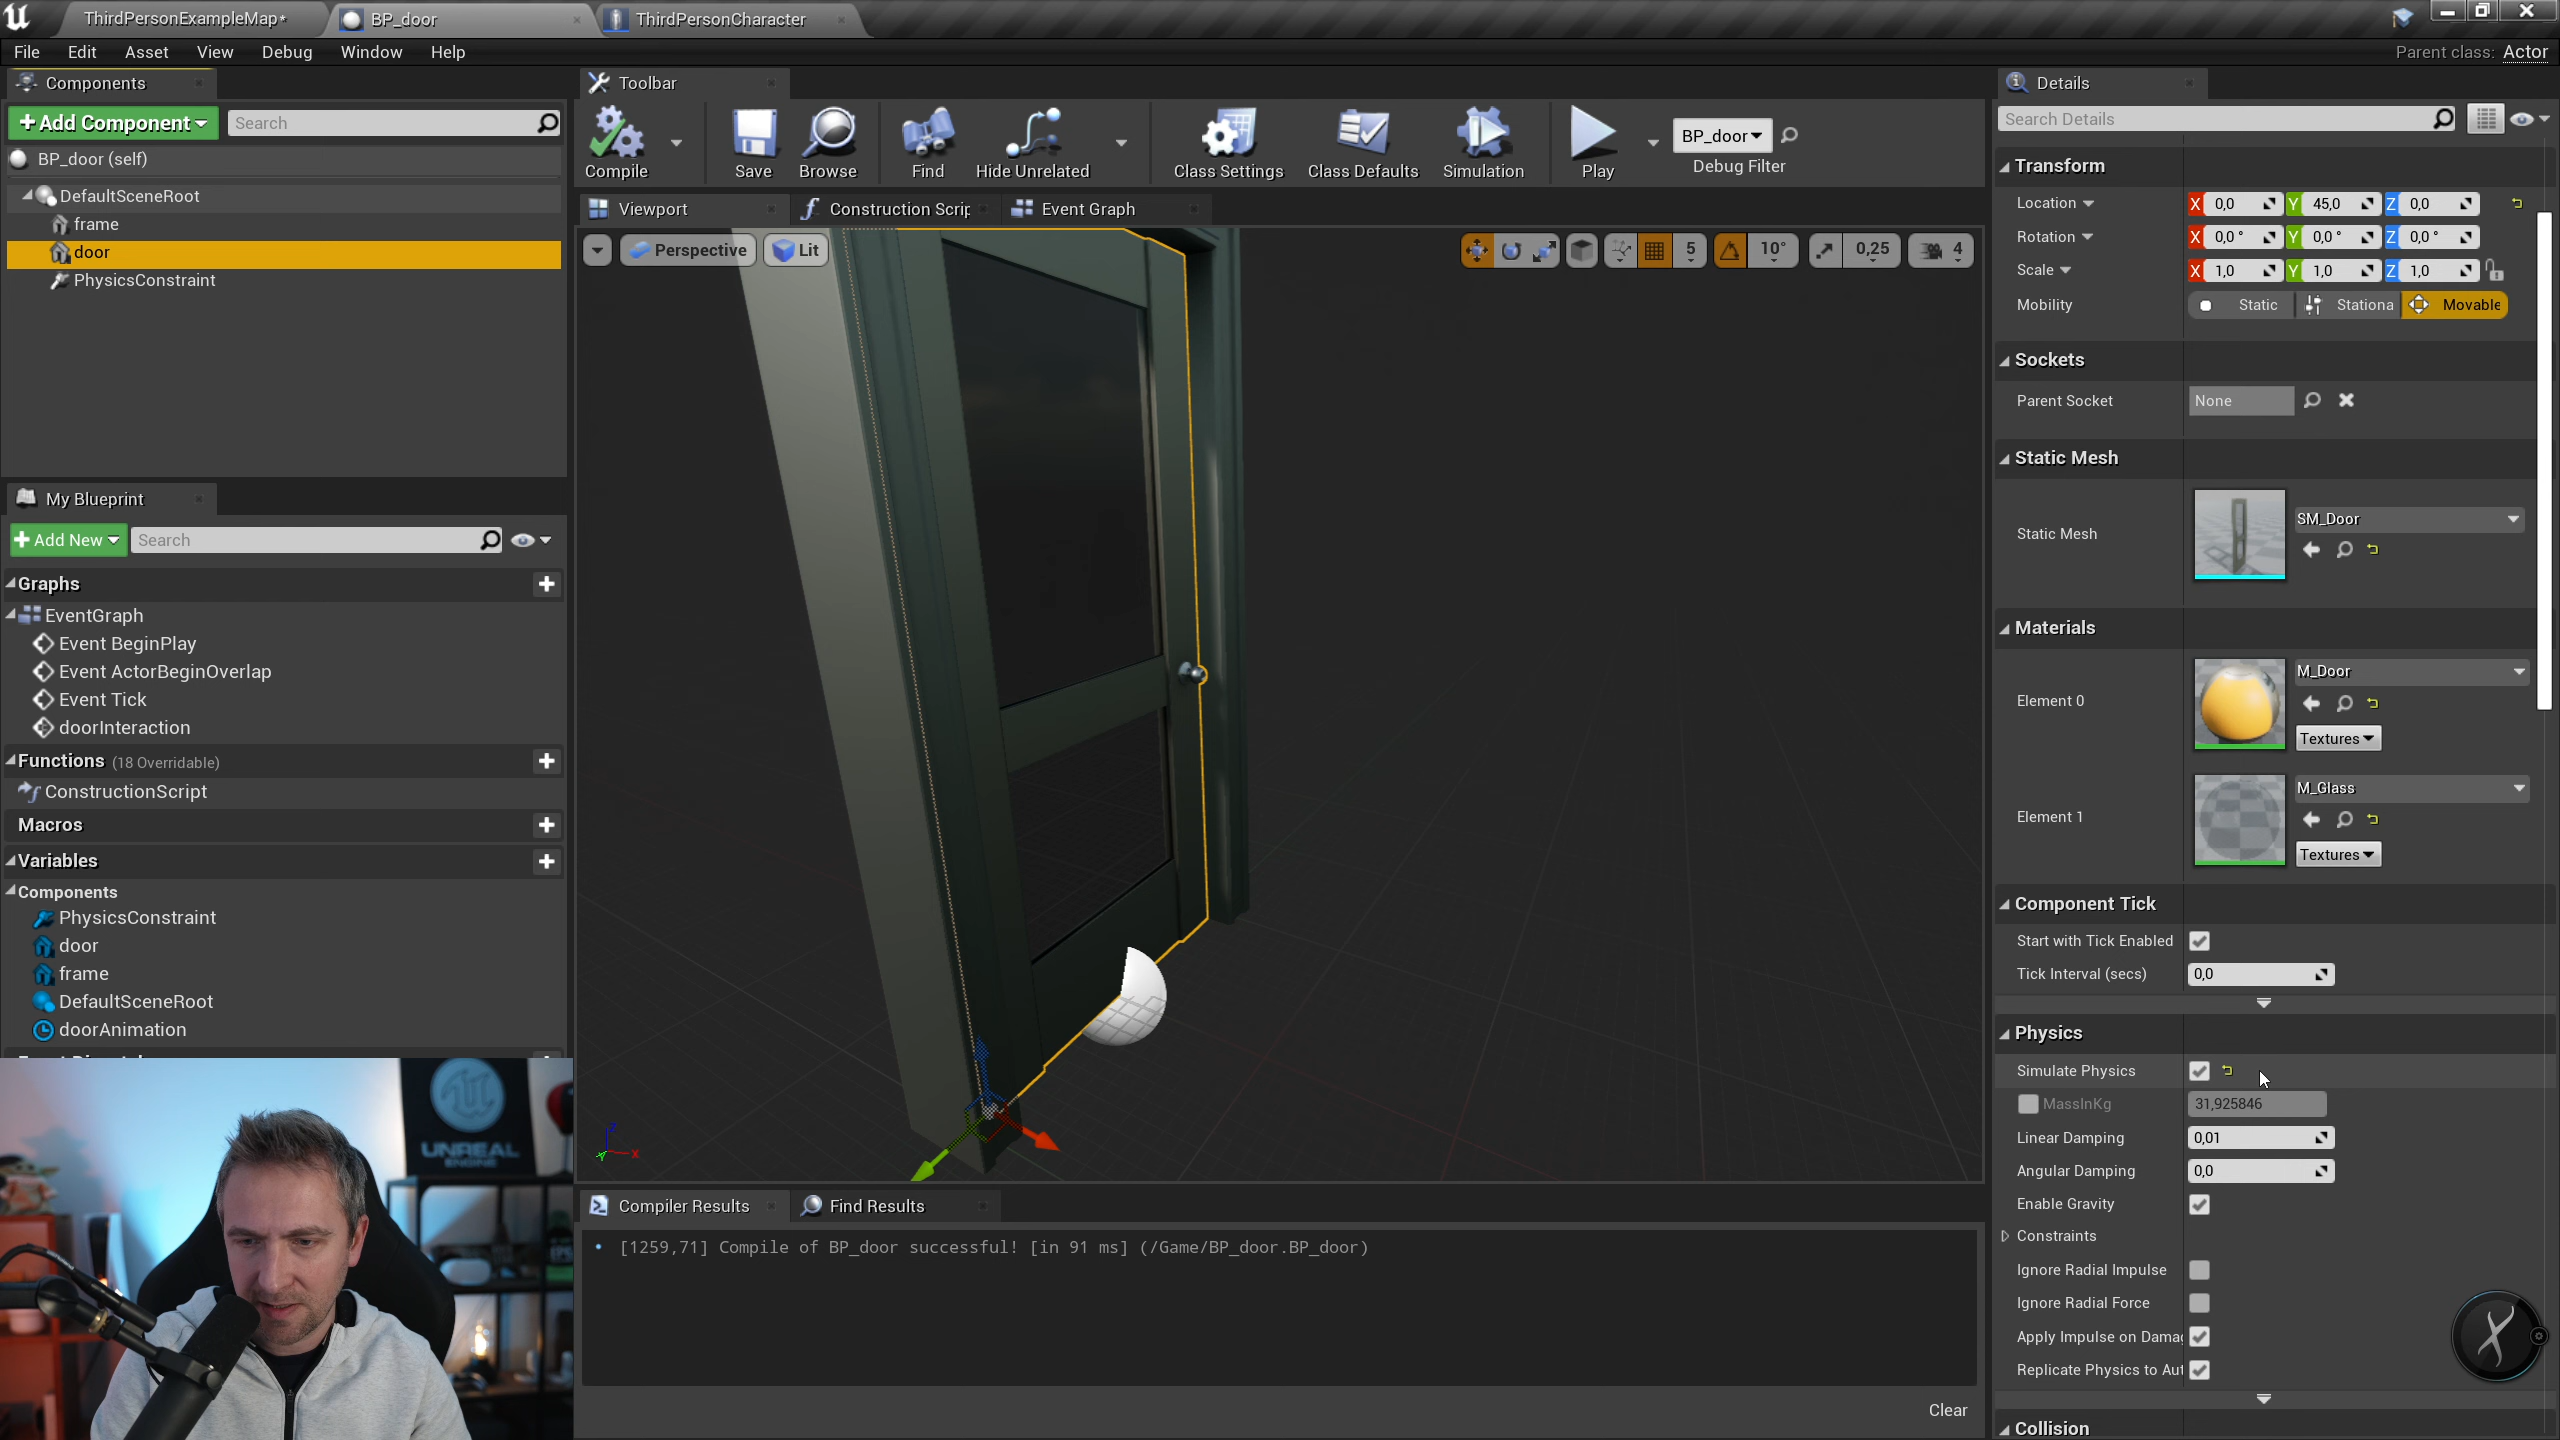 ThirdPersonExampleMap*
BP_door
ThirdPersonCharacter
File Edit Asset View Debug Window Help
Parent class: Actor
Components
Toolbar
Details
+Add Component
Search
Search Details
BP_door (self)
DefaultSceneRoot
frame
door
PhysicsConstraint
Compile
Save
Browse
Find
Hide Unrelated
Class Settings
Class Defaults
Simulation
Play
BP_door
Debug Filter
Viewport
Construction Scrip
Event Graph
Perspective
Lit
5
10°
0,25
4
Transform
Location X 0,0 Y 45,0 Z 0,0
Rotation X 0,0 ° Y 0,0 ° Z 0,0 °
Scale X 1,0 Y 1,0 Z 1,0
Mobility Static Stationa Movable
Sockets
Parent Socket None
Static Mesh
Static Mesh SM_Door
Materials
Element 0 M_Door
Textures
Element 1 M_Glass
Textures
Component Tick
Start with Tick Enabled
Tick Interval (secs) 0,0
Physics
Simulate Physics
MassInKg 31,925846
Linear Damping 0,01
Angular Damping 0,0
Enable Gravity
Constraints
Ignore Radial Impulse
Ignore Radial Force
Apply Impulse on Dama
Replicate Physics to Aut
Collision
My Blueprint
+ Add New
Search
Graphs
EventGraph
Event BeginPlay
Event ActorBeginOverlap
Event Tick
doorInteraction
Functions (18 Overridable)
ConstructionScript
Macros
Variables
Components
PhysicsConstraint
door
frame
DefaultSceneRoot
doorAnimation
UNREAL
ENGINE
z
x
Compiler Results
Find Results
[1259,71] Compile of BP_door successful! [in 91 ms] (/Game/BP_door.BP_door)
Clear